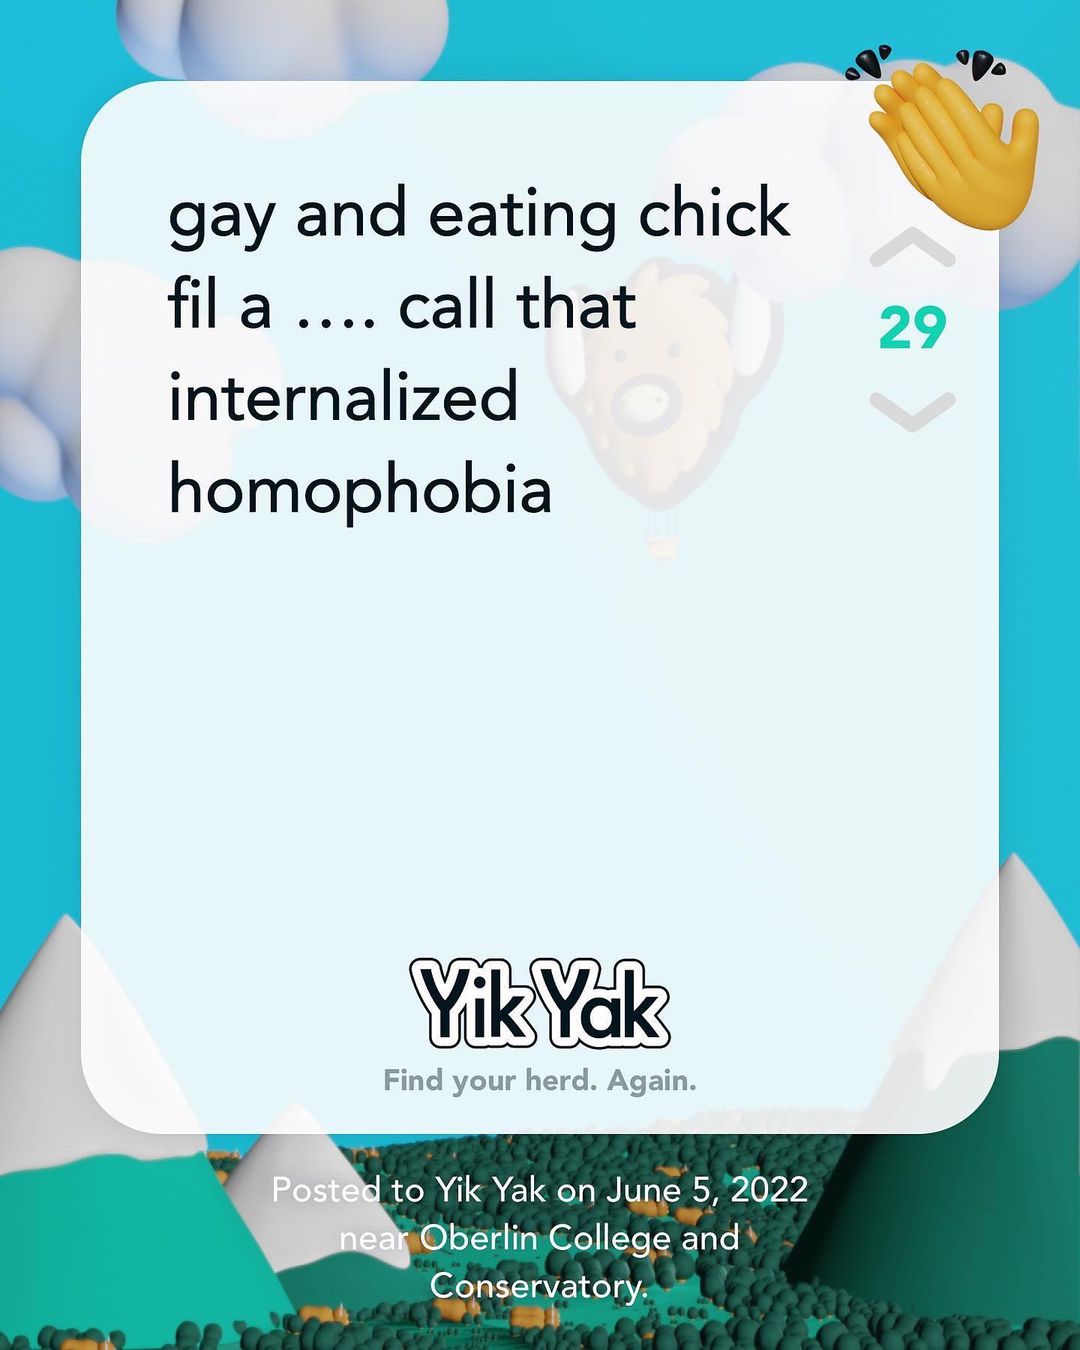 gay and eating chick
fil a .... call that
internalized
homophobia
29
Yik Yak
Find your herd. Again.
Posted to Yik Yak on June 5, 2022
near Oberlin College and
Conservatory.